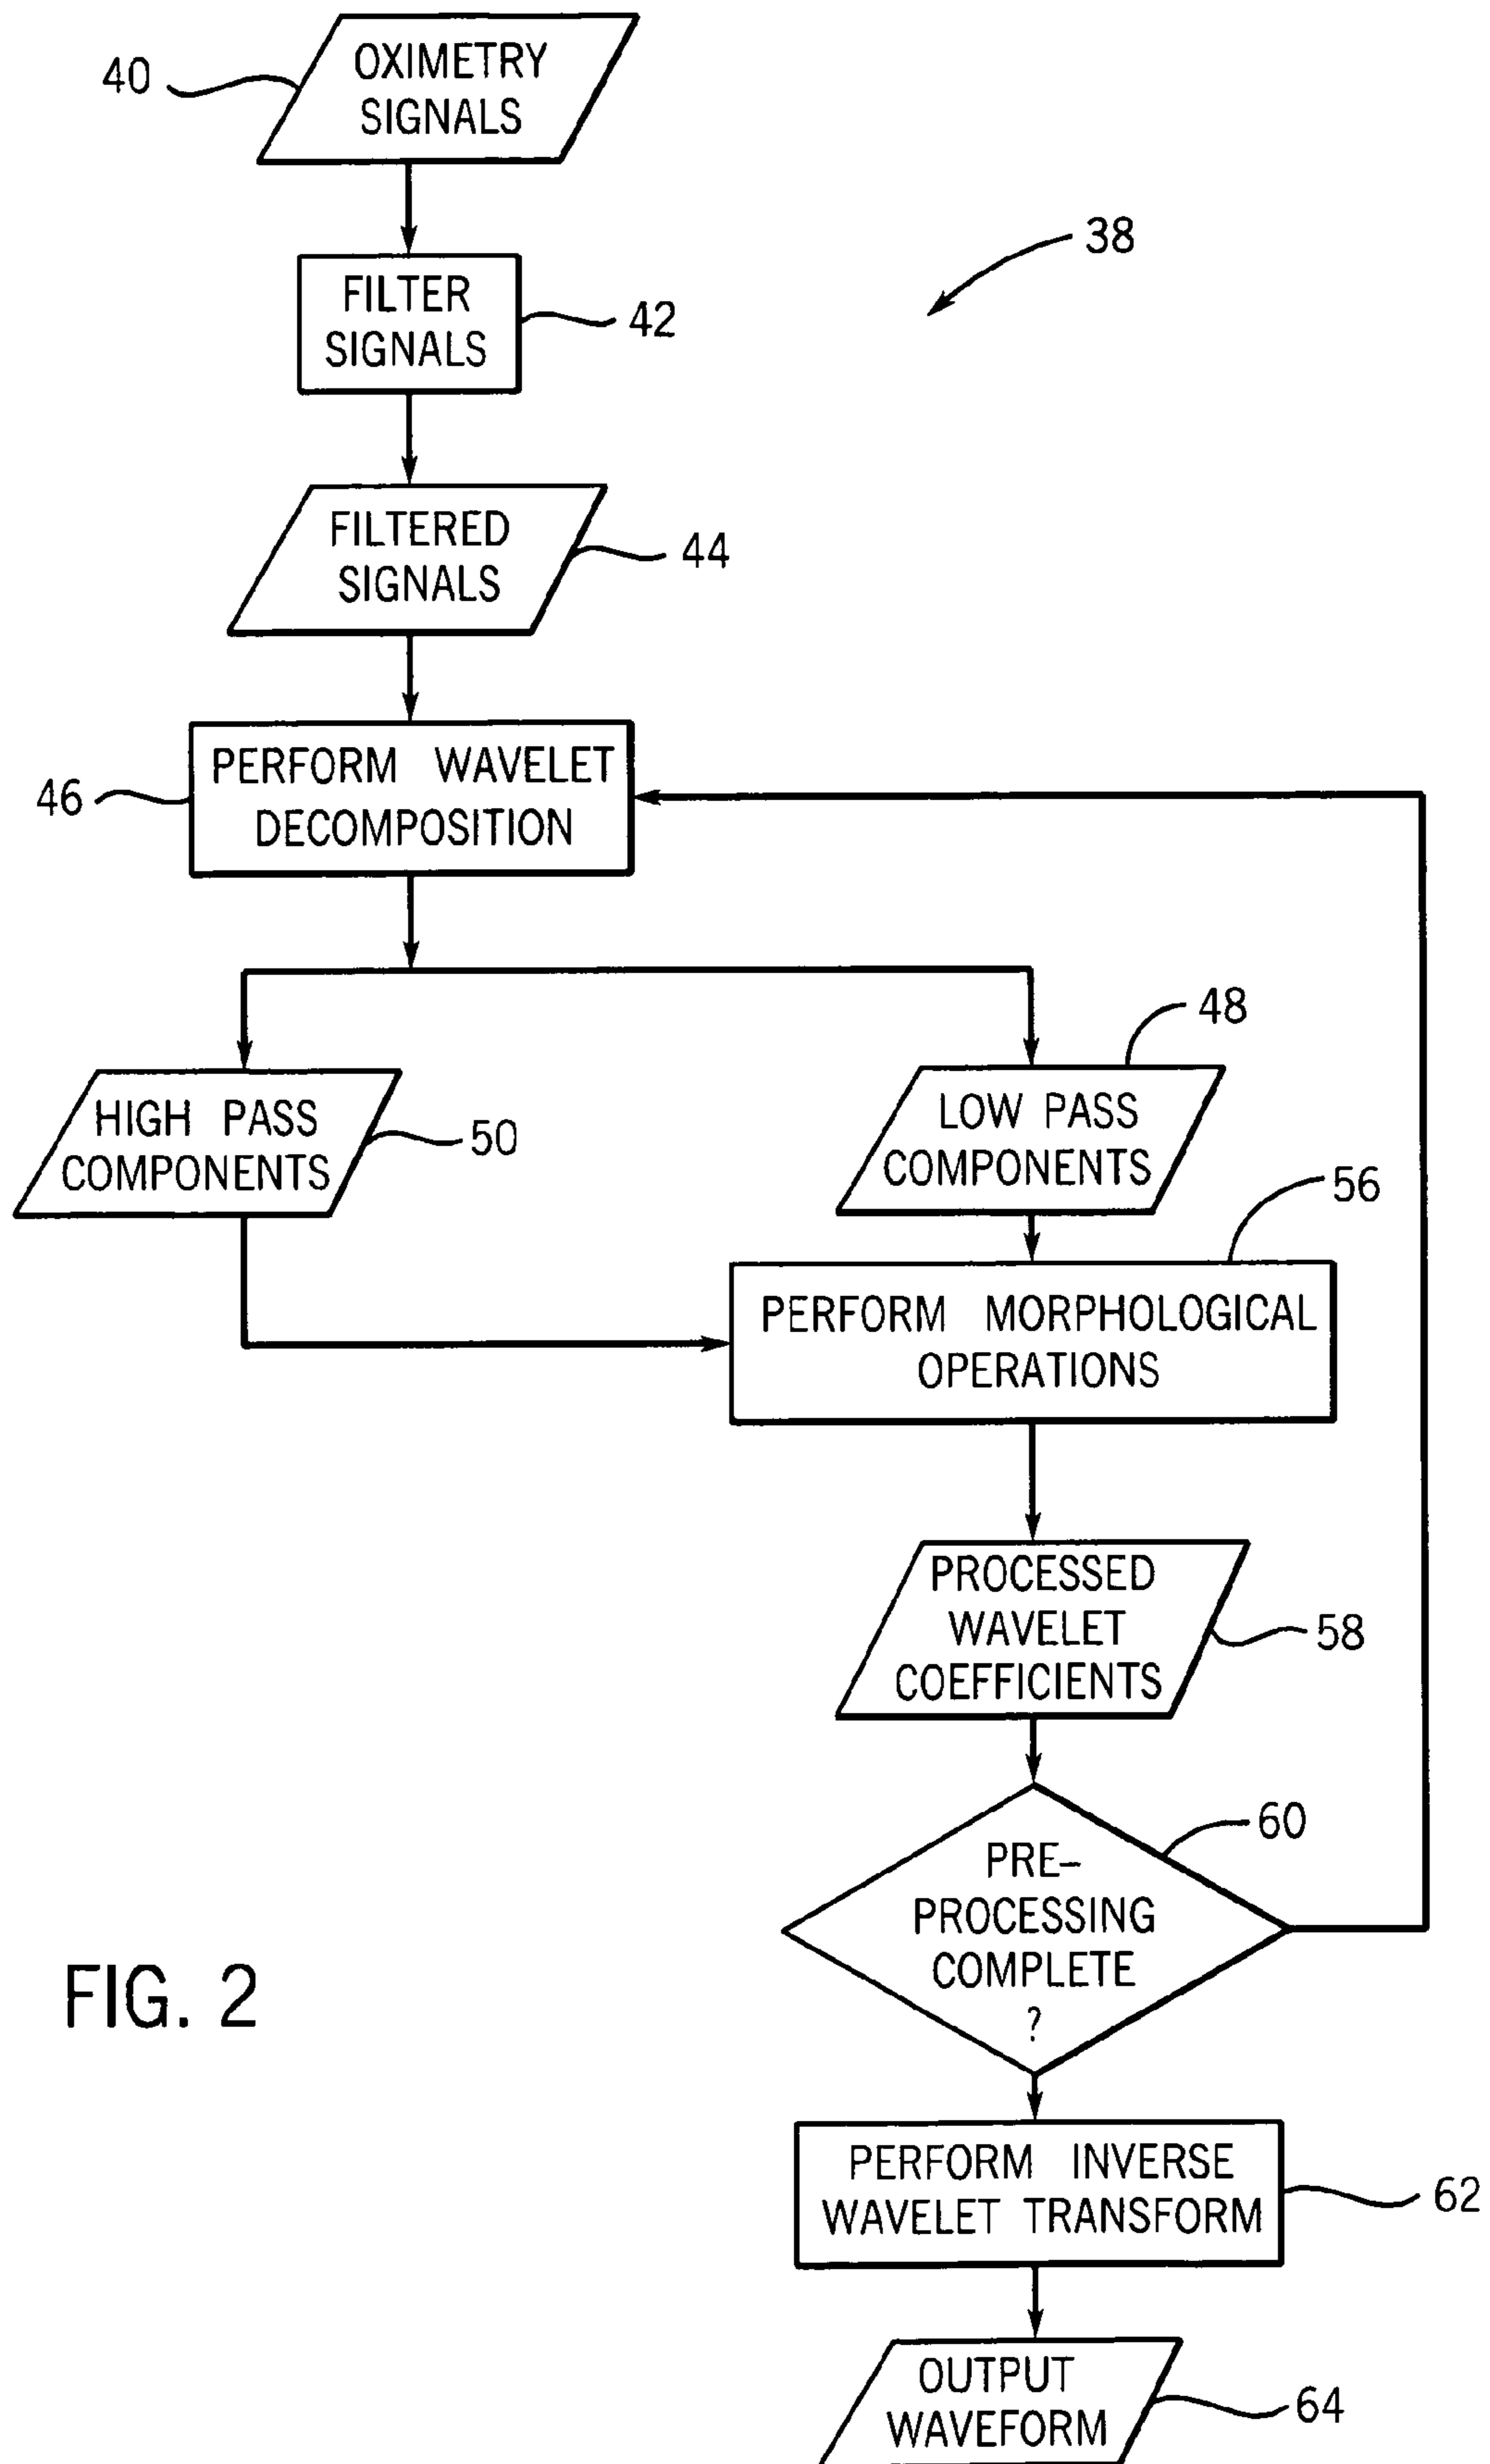 OXIMETRY
SIGNALS
40
38
FILTER
SIGNALS
42
FILTERED
SIGNALS
44
PERFORM WAVELET
DECOMPOSITION
46
48
HIGH PASS
COMPONENTS
50
LOW PASS
COMPONENTS
56
PERFORM MORPHOLOGICAL
OPERATIONS
PROCESSED
WAVELET
COEFFICIENTS
58
60
PRE–
PROCESSING
COMPLETE
?
FIG. 2
PERFORM INVERSE
WAVELET TRANSFORM
62
OUTPUT
WAVEFORM
64